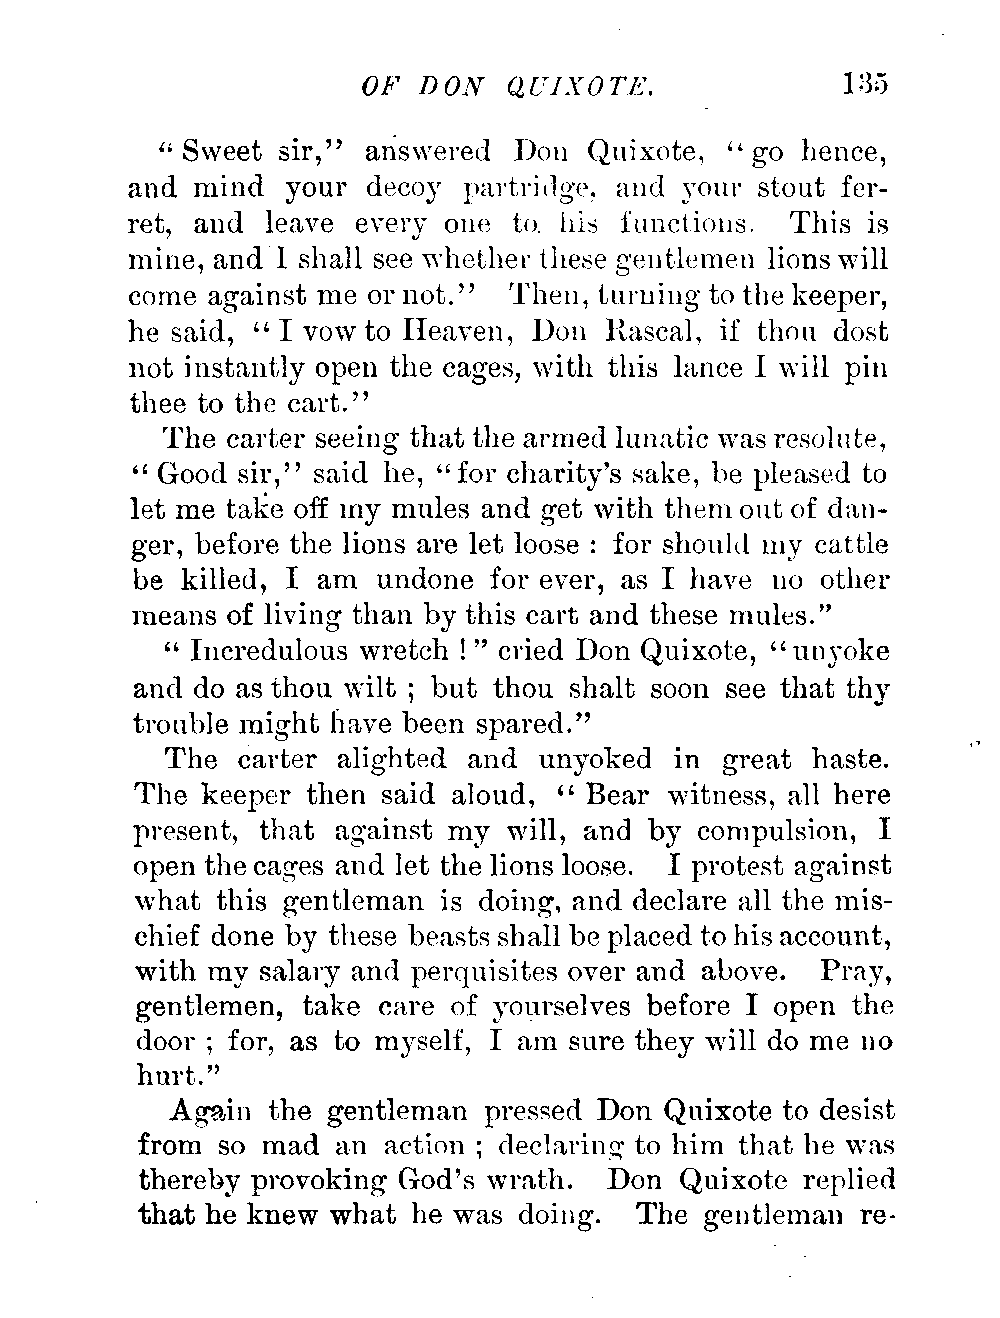 OF DON QUIXOTE. 135
“Sweet sir,” answered Don Quixote, “go hence,
and mind your decoy partridge, and your stout fer-
ret, and leave every one to his functions. This is
mine, and I shall see whether these gentlemen lions will
come against me or not.” Then, turning to the keeper,
he said, “I vow to Heaven, Don Rascal, if thou dost
not instantly open the cages, with this lance I will pin
thee to the cart.”
The carter seeing that the armed lunatic was resolute,
“Good sir,” said he, “for charity’s sake, be pleased to
let me take off my mules and get with them out of dan-
ger, before the lions are let loose : for should my cattle
be killed, I am undone for ever, as I have no other
means of living than by this cart and these mules.”
“Incredulous wretch !” cried Don Quixote, “unyoke
and do as thou wilt ; but thou shalt soon see that thy
trouble might have been spared.”
The carter alighted and unyoked in great haste.
The keeper then said aloud, “Bear witness, all here
present, that against my will, and by compulsion, I
open the cages and let the lions loose. I protest against
what this gentleman is doing, and declare all the mis-
chief done by these beasts shall be placed to his account,
with my salary and perquisites over and above. Pray,
gentlemen, take care of yourselves before I open the
door ; for, as to myself, I am sure they will do me no
hurt.”
Again the gentleman pressed Don Quixote to desist
from so mad an action ; declaring to him that he was
thereby provoking God’s wrath. Don Quixote replied
that he knew what he was doing. The gentleman re-